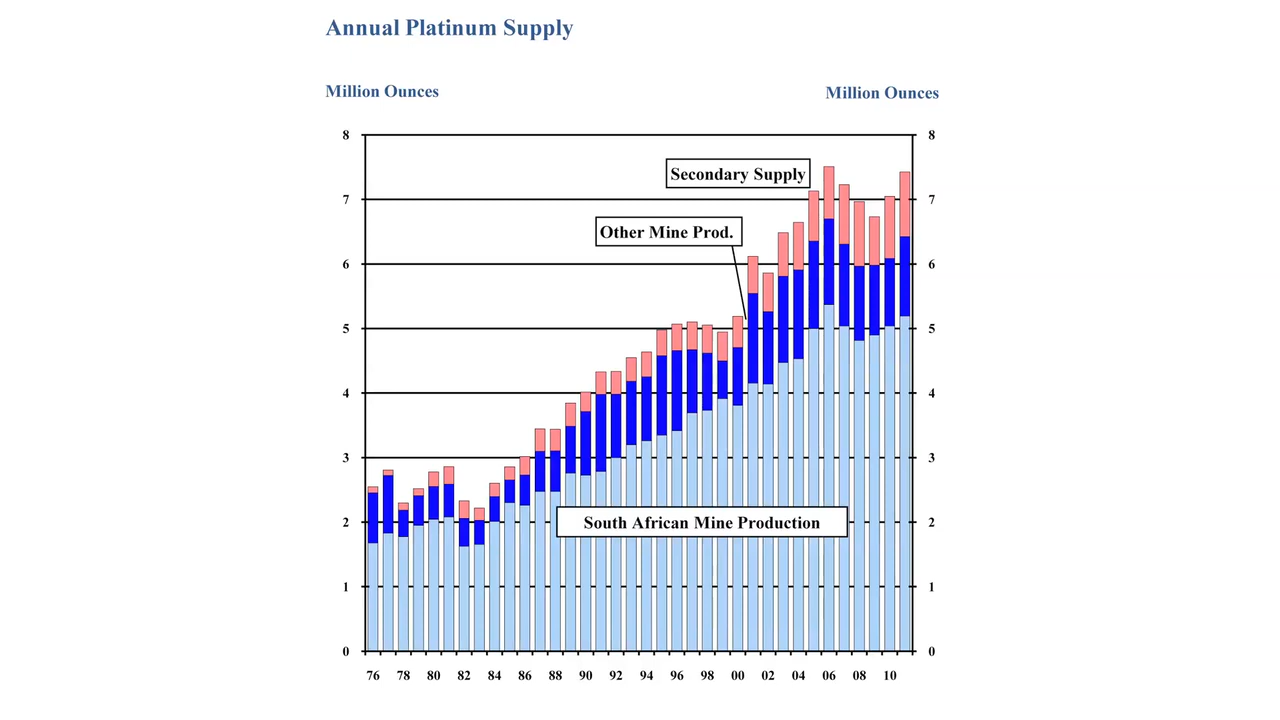 Annual Platinum Supply
Million Ounces
Million Ounces
8
8
Secondary Supply
7
7
Other Mine Prod.
6
6
5
5
4
4
3
3
South African Mine Production
2
2
1
1
0
0
76 78 80 82 84 86 88 90 92 94 96 98 00 02 04 06 08 10